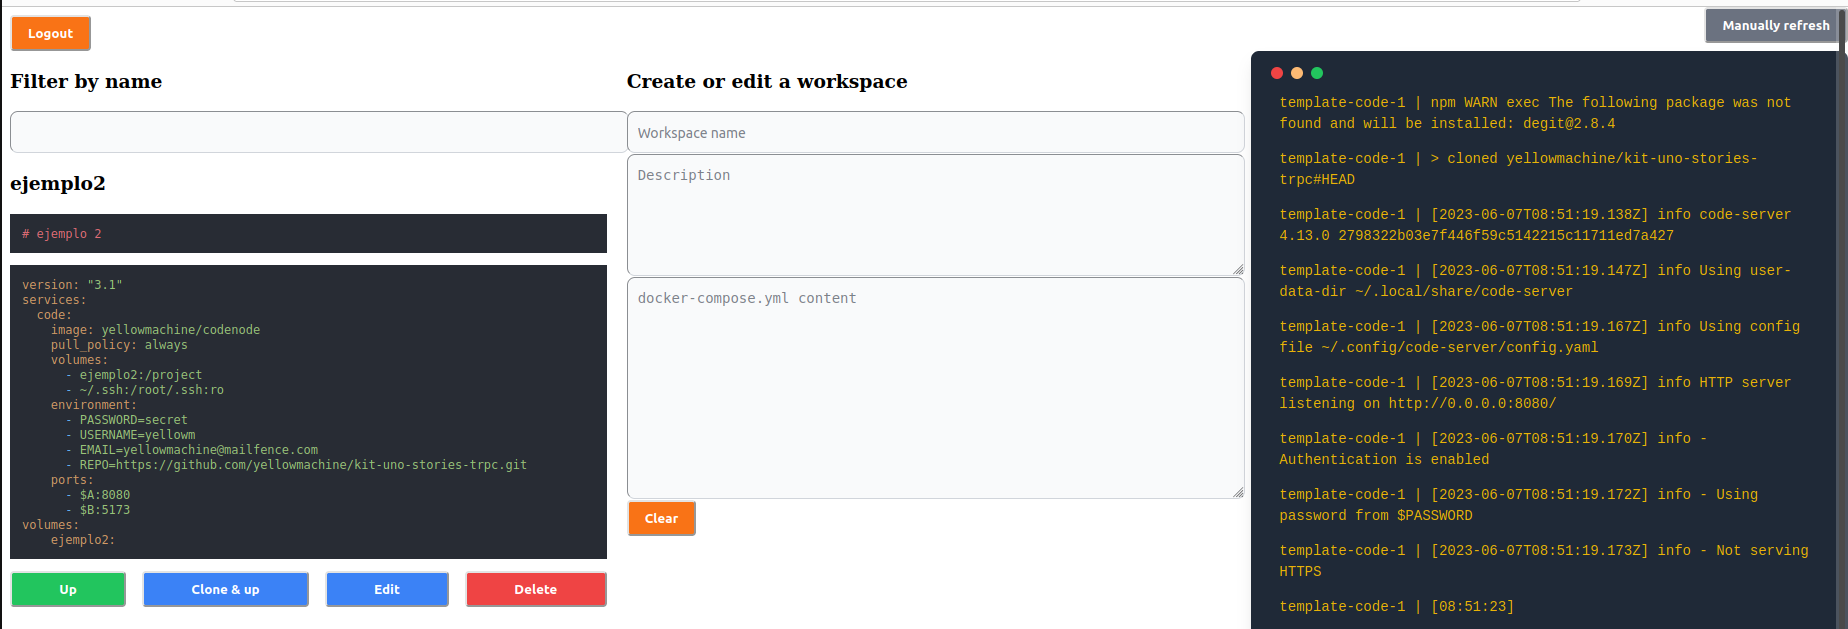 Logout
Manually refresh
Filter by name
ejemplo2
# ejemplo 2
version: "3.1"
services:
  code:
    image: yellowmachine/codenode
    pull_policy: always
    volumes:
      - ejemplo2:/project
      - ~/.ssh:/root/.ssh:ro
    environment:
      - PASSWORD=secret
      - USERNAME=yellowm
      - EMAIL=yellowmachine@mailfence.com
      - REPO=https://github.com/yellowmachine/kit-uno-stories-trpc.git
    ports:
      - $A:8080
      - $B:5173
volumes:
    ejemplo2:
Up
Clone & up
Edit
Delete
Create or edit a workspace
Workspace name
Description
docker-compose.yml content
Clear
template-code-1 | npm WARN exec The following package was not
found and will be installed: degit@2.8.4
template-code-1 | > cloned yellowmachine/kit-uno-stories-
trpc#HEAD
template-code-1 | [2023-06-07T08:51:19.138Z] info code-server
4.13.0 2798322b03e7f446f59c5142215c11711ed7a427
template-code-1 | [2023-06-07T08:51:19.147Z] info Using user-
data-dir ~/.local/share/code-server
template-code-1 | [2023-06-07T08:51:19.167Z] info Using config
file ~/.config/code-server/config.yaml
template-code-1 | [2023-06-07T08:51:19.169Z] info HTTP server
listening on http://0.0.0.0:8080/
template-code-1 | [2023-06-07T08:51:19.170Z] info -
Authentication is enabled
template-code-1 | [2023-06-07T08:51:19.172Z] info - Using
password from $PASSWORD
template-code-1 | [2023-06-07T08:51:19.173Z] info - Not serving
HTTPS
template-code-1 | [08:51:23]